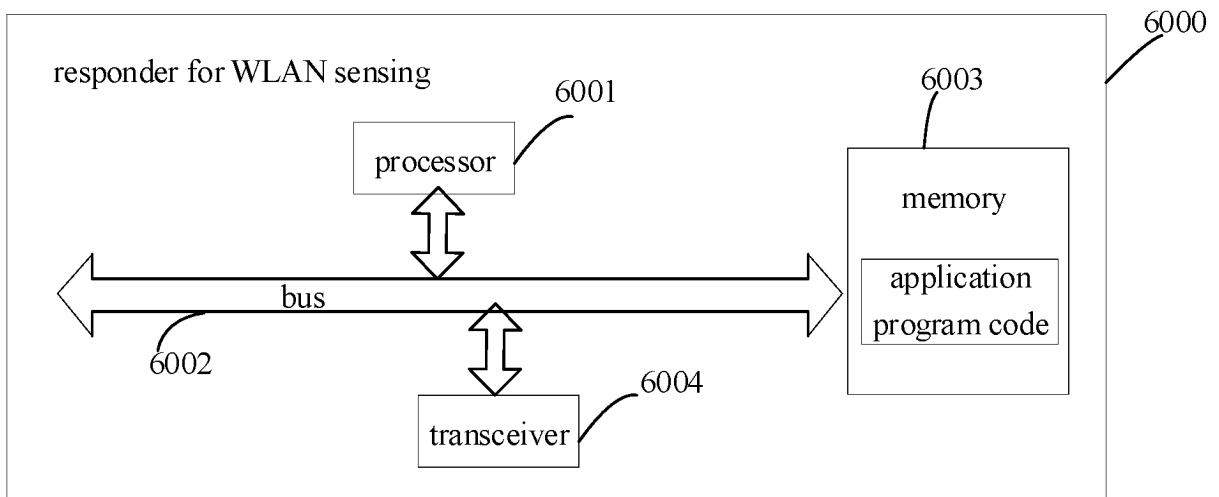 6000
responder for WLAN sensing
6001
6003
processor
memory
application
program code
bus
6002
6004
transceiver